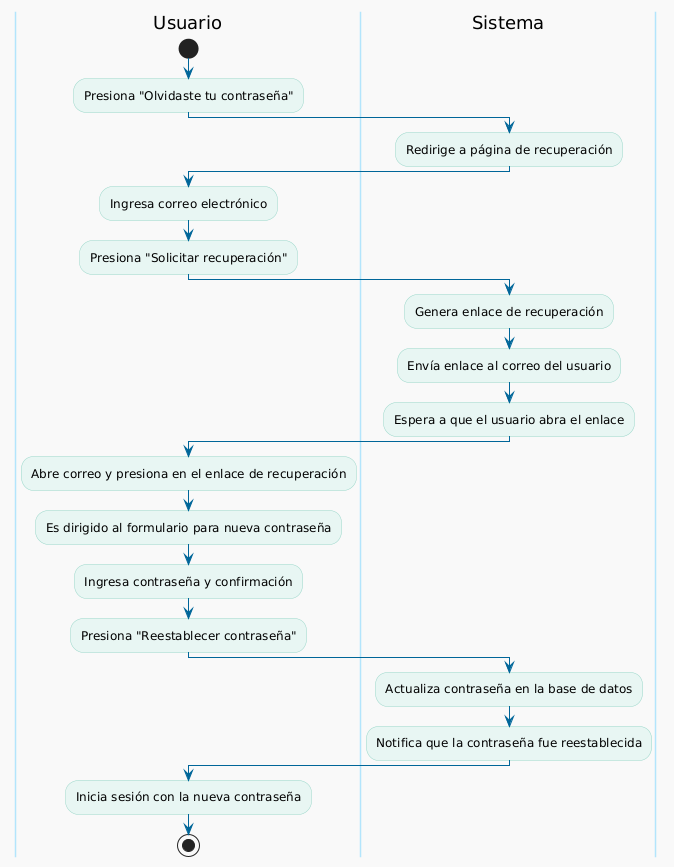 Usuario
Sistema
Presiona "Olvidaste tu contraseña"
Redirige a página de recuperación
Ingresa correo electrónico
Presiona "Solicitar recuperación"
Genera enlace de recuperación
Envía enlace al correo del usuario
Espera a que el usuario abra el enlace
Abre correo y presiona en el enlace de recuperación
Es dirigido al formulario para nueva contraseña
Ingresa contraseña y confirmación
Presiona "Reestablecer contraseña"
Actualiza contraseña en la base de datos
Notifica que la contraseña fue reestablecida
Inicia sesión con la nueva contraseña